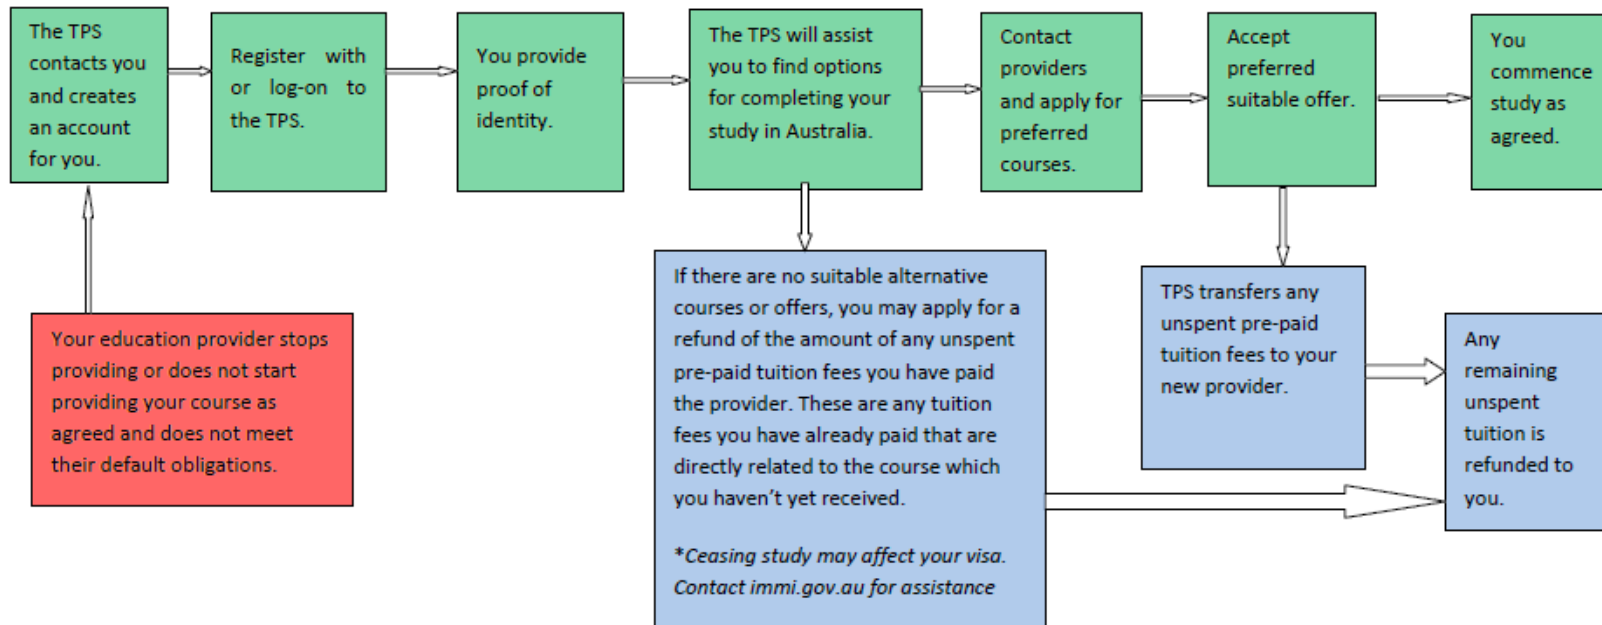 The TPS
contacts you
and creates
an account
for you.
Register with
or log-on to
the TPS.
You provide
proof of
identity.
The TPS will assist
you to find options
for completing your
study in Australia.
Contact
providers
and apply for
preferred
courses.
Accept
preferred
suitable offer.
You
commence
study as
agreed.
Your education provider stops
providing or does not start
providing your course as
agreed and does not meet
their default obligations.
If there are no suitable alternative
courses or offers, you may apply for a
refund of the amount of any unspent
pre-paid tuition fees you have paid
the provider. These are any tuition
fees you have already paid that are
directly related to the course which
you haven’t yet received.
*Ceasing study may affect your visa.
Contact immi.gov.au for assistance
TPS transfers any
unspent pre-paid
tuition fees to your
new provider.
Any
remaining
unspent
tuition is
refunded to
you.